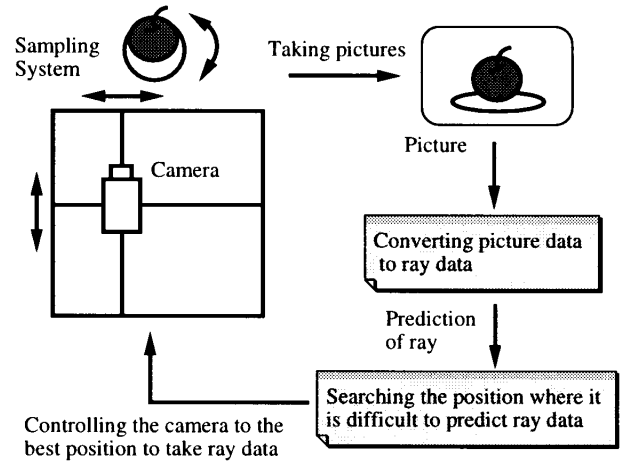 Sampling
System
Taking pictures
Camera
Picture
Converting picture data
to ray data
Prediction
of ray
Searching the position where it
is difficult to predict ray data
Controlling the camera to the
best position to take ray data